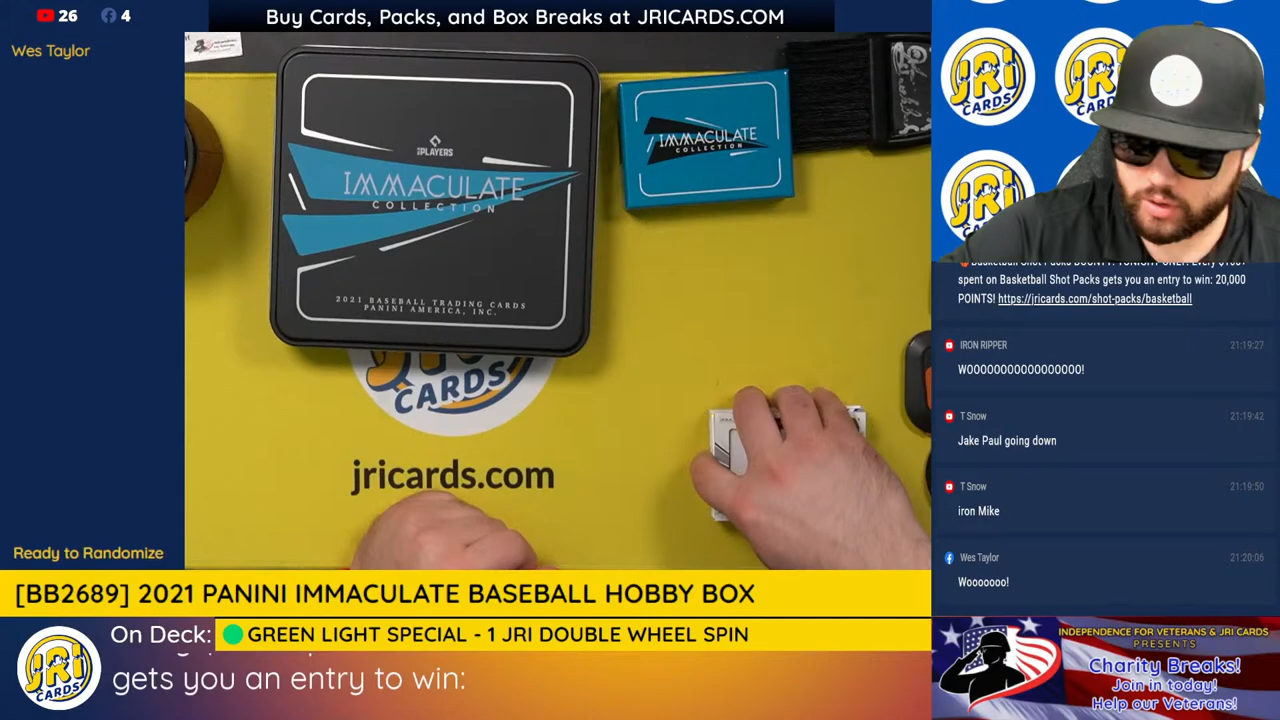 26
4
Buy Cards, Packs, and Box Breaks at JRICARDS.COM
Wes Taylor
PLAYERS
IMMACULATE
COLLECTION
2021 BASEBALL TRADING CARDS
PANINI AMERICA, INC.
IMMACULATE
COLLECTION
JRI
CARDS
JRI
CARDS
JRI
CARDS
CARDS
jricards.com
spent on Basketball Shot Packs gets you an entry to win: 20,000
POINTS! https://jricards.com/shot-packs/basketball
IRON RIPPER
21:19:27
WOOOOOOOOOOOOOOOO!
T Snow
21:19:42
Jake Paul going down
T Snow
21:19:50
iron Mike
Wes Taylor
21:20:06
Wooooooo!
Ready to Randomize
[BB2689] 2021 PANINI IMMACULATE BASEBALL HOBBY BOX
On Deck:
GREEN LIGHT SPECIAL - 1 JRI DOUBLE WHEEL SPIN
gets you an entry to win:
JRI
CARDS
INDEPENDENCE FOR VETERANS & JRI CARDS
PRESENTS
Charity Breaks!
Join in today!
Help our Veterans!